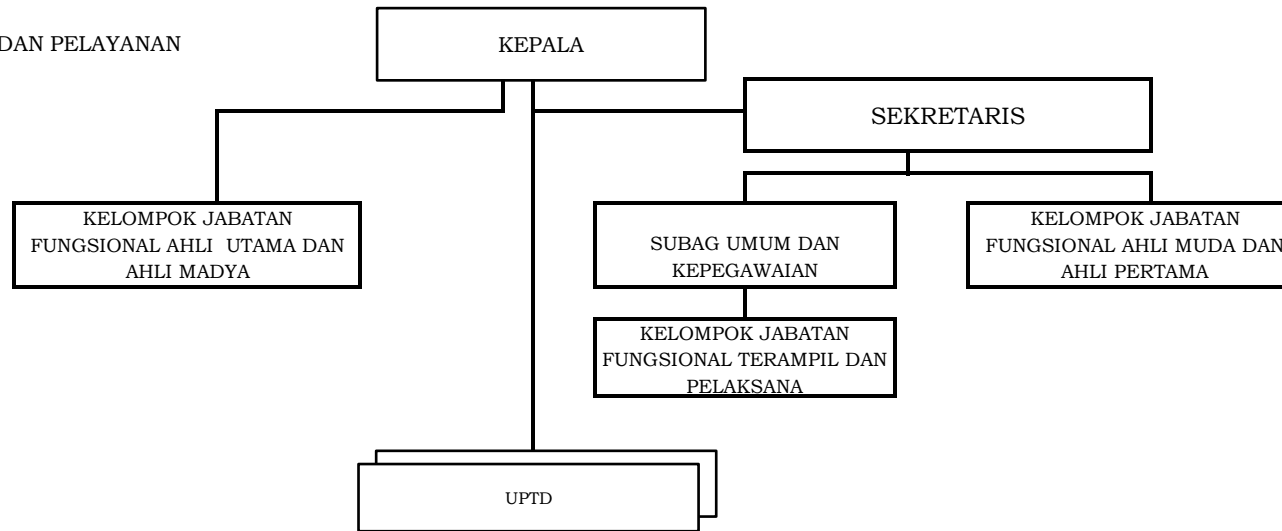 DAN PELAYANAN
KEPALA
SEKRETARIS
KELOMPOK JABATAN
FUNGSIONAL AHLI UTAMA DAN
AHLI MADYA
SUBAG UMUM DAN
KEPEGAWAIAN
KELOMPOK JABATAN
FUNGSIONAL AHLI MUDA DAN
AHLI PERTAMA
KELOMPOK JABATAN
FUNGSIONAL TERAMPIL DAN
PELAKSANA
UPTD